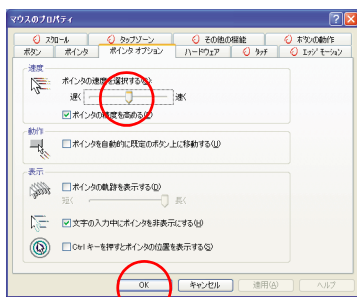 マウスのプロパティ
スクロール タップゾーン その他の機能 ボタンの動作
ボタン ポインタ ポインタ オプション ハードウェア タッチ エッジ モーション
速度
ポインタの速度を選択する(C)
遅く 速く
ポインタの精度を高める(E)
動作
ポインタを自動的に既定のボタン上に移動する(U)
表示
ポインタの軌跡を表示する(D)
短く 長く
文字の入力中にポインタを非表示にする(H)
Ctrl キーを押すとポインタの位置を表示する(S)
OK キャンセル 適用(A) ヘルプ